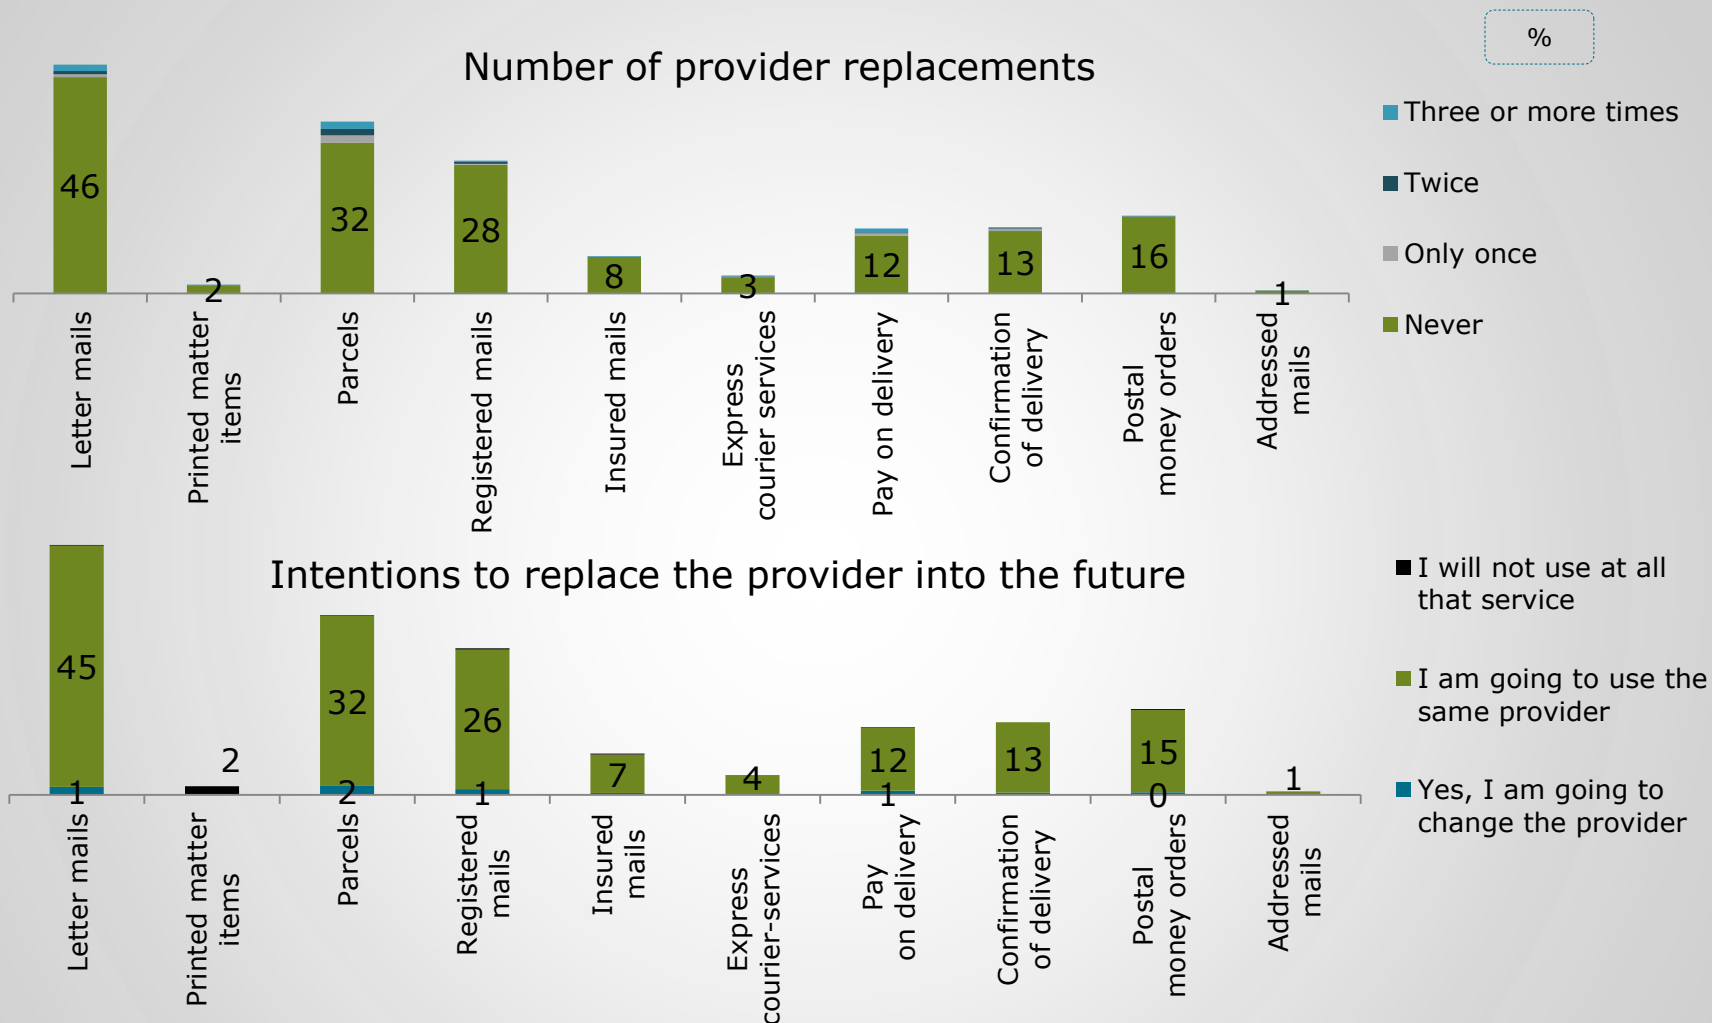 %
Number of provider replacements
Three or more times
Twice
Only once
Never
46
2
32
28
8
3
12
13
16
1
Letter mails
Printed matter
items
Parcels
Registered mails
Insured mails
Express
courier services
Pay on delivery
Confirmation
of delivery
Postal
money orders
Addressed
mails
Intentions to replace the provider into the future
I will not use at all
that service
I am going to use the
same provider
Yes, I am going to
change the provider
45
1
2
32
2
26
1
7
4
12
1
13
15
0
1
Letter mails
Printed matter
items
Parcels
Registered
mails
Insured
mails
Express
courier-services
Pay
on delivery
Confirmation
of delivery
Postal
money orders
Addressed
mails